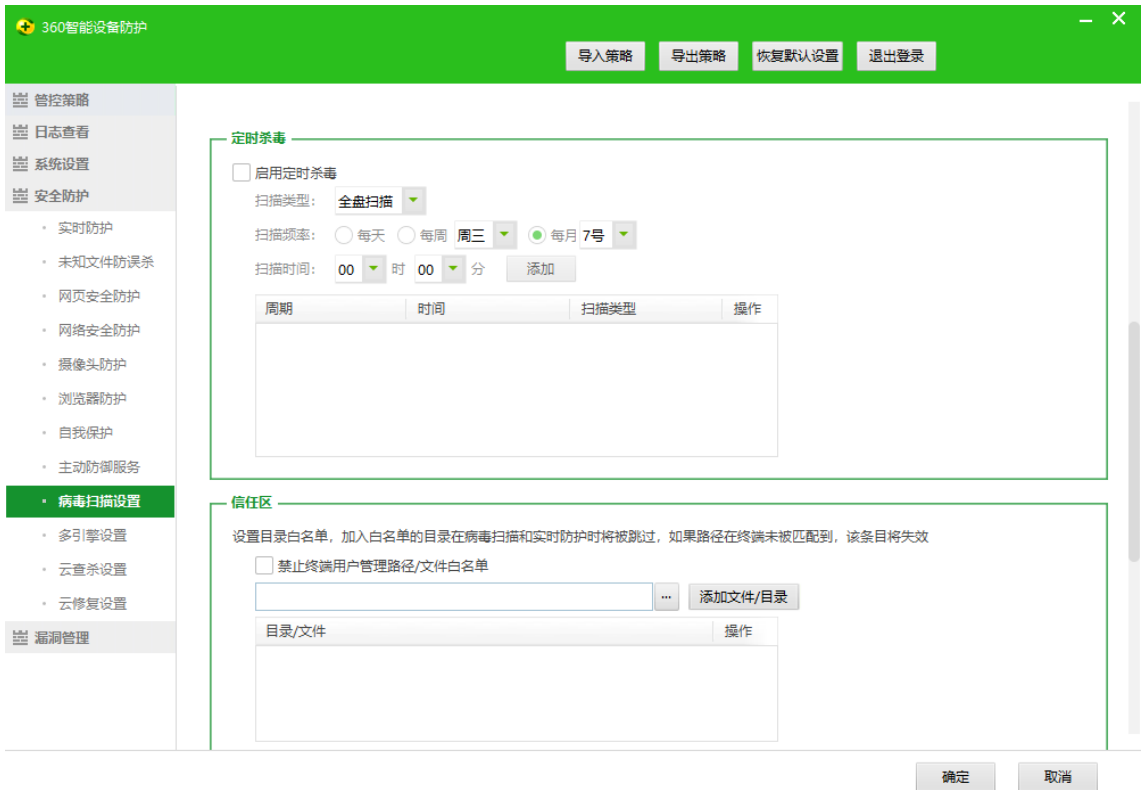 360智能设备防护
导入策略 导出策略 恢复默认设置 退出登录
管控策略
日志查看
系统设置
安全防护
实时防护
未知文件防误杀
网页安全防护
网络安全防护
摄像头防护
浏览器防护
自我保护
主动防御服务
病毒扫描设置
多引擎设置
云查杀设置
云修复设置
漏洞管理
定时杀毒
启用定时杀毒
扫描类型: 全盘扫描
扫描频率: 每天 每周 周三 每月 7号
扫描时间: 00 时 00 分 添加
周期 时间 扫描类型 操作
信任区
设置目录白名单，加入白名单的目录在病毒扫描和实时防护时将被跳过，如果路径在终端未被匹配到，该条目将失效
禁止终端用户管理路径/文件白名单
... 添加文件/目录
目录/文件 操作
确定 取消